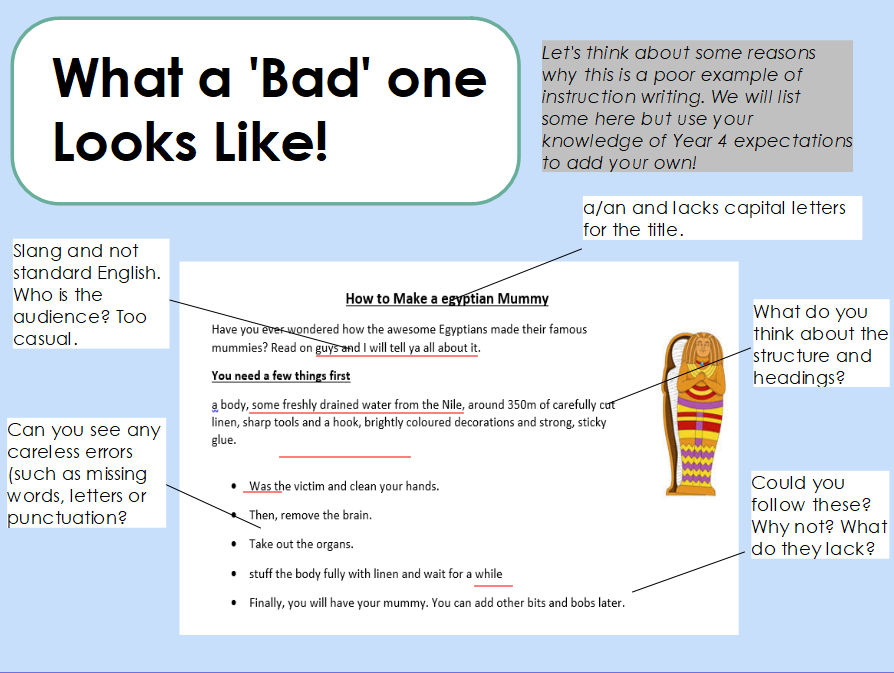 What a 'Bad' one
Looks Like!
Let's think about some reasons
why this is a poor example of
instruction writing. We will list
some here but use your
knowledge of Year 4 expectations
to add your own!
a/an and lacks capital letters
for the title.
Slang and not
standard English.
Who is the
audience? Too
casual.
How to Make a egyptian Mummy
Have you ever wondered how the awesome Egyptians made their famous
mummies? Read on guys and I will tell ya all about it.
You need a few things first
a body, some freshly drained water from the Nile, around 350m of carefully cut
linen, sharp tools and a hook, brightly coloured decorations and strong, sticky
glue.
What do you
think about the
structure and
headings?
Can you see any
careless errors
(such as missing
words, letters or
punctuation?
• Was the victim and clean your hands.
• Then, remove the brain.
• Take out the organs.
• stuff the body fully with linen and wait for a while
• Finally, you will have your mummy. You can add other bits and bobs later.
Could you
follow these?
Why not? What
do they lack?